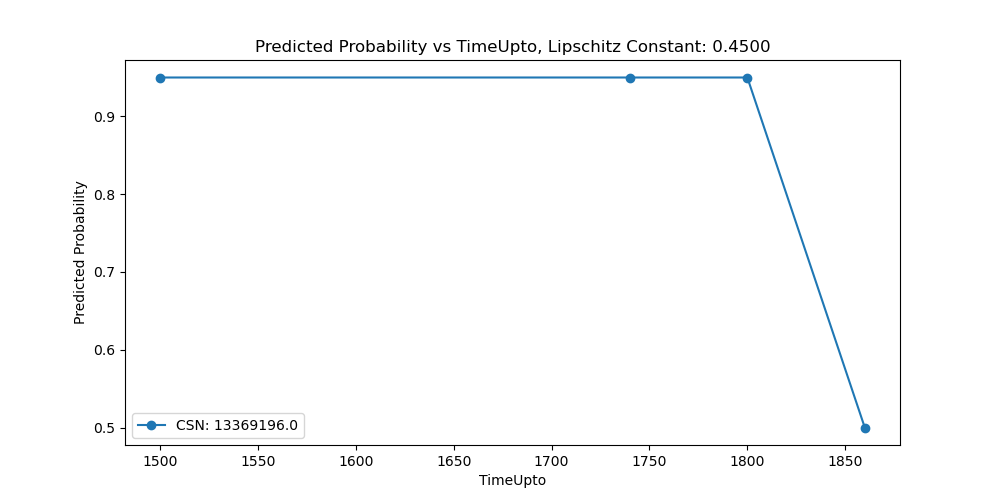 Predicted Probability vs TimeUpto, Lipschitz Constant: 0.4500
Predicted Probability
0.9
0.8
0.7
0.6
0.5
CSN: 13369196.0
1500 1550 1600 1650 1700 1750 1800 1850
TimeUpto